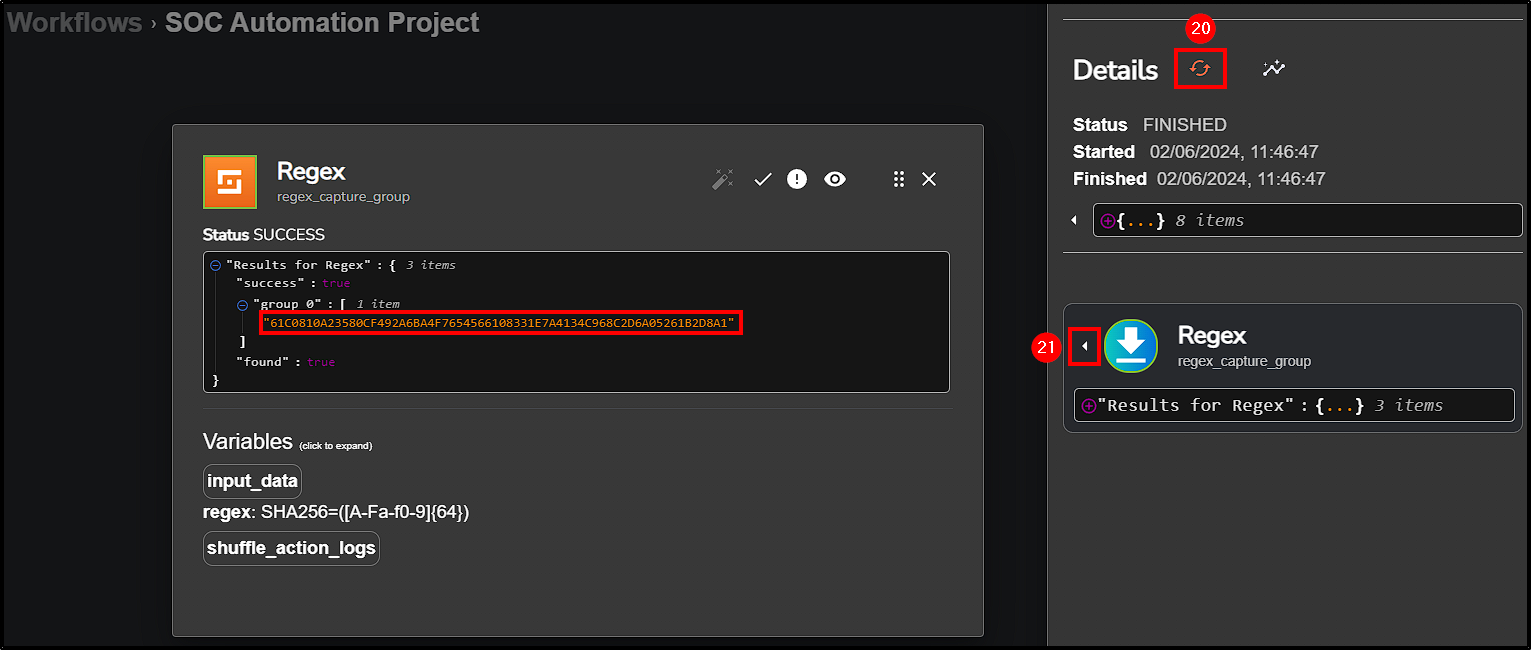 Workflows › SOC Automation Project
Regex
regex_capture_group
Status SUCCESS
"Results for Regex" : { 3 items
"success" : true
"group 0" : [ 1 item
"61C0810A23580CF492A6BA4F7654566108331E7A4134C968C2D6A05261B2D8A1"
]
"found" : true
}
Variables (click to expand)
input_data
regex: SHA256=([A-Fa-f0-9]{64})
shuffle_action_logs
20
Details
Status FINISHED
Started 02/06/2024, 11:46:47
Finished 02/06/2024, 11:46:47
{...} 8 items
21
Regex
regex_capture_group
"Results for Regex" : {...} 3 items